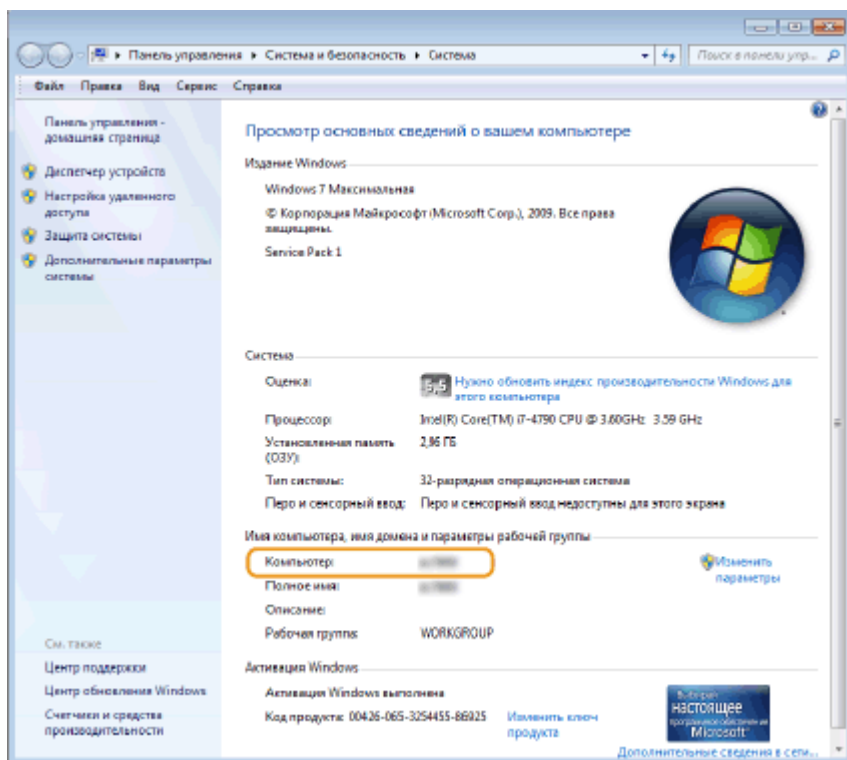 Панель управления ▸ Система и безопасность ▸ Система
Поиск в панели упр...
Файл Правка Вид Сервис Справка
Панель управления -
домашняя страница
Диспетчер устройств
Настройка удаленного
доступа
Защита системы
Дополнительные параметры
системы
Просмотр основных сведений о вашем компьютере
Издание Windows
Windows 7 Максимальная
© Корпорация Майкрософт (Microsoft Corp.), 2009. Все права
защищены.
Service Pack 1
Система
Оценка: 5,5 Нужно обновить индекс производительности Windows для
этого компьютера
Процессор: Intel(R) Core(TM) i7-4790 CPU @ 3.60GHz 3.59 GHz
Установленная память 2,96 ГБ
(ОЗУ):
Тип системы: 32-разрядная операционная система
Перо и сенсорный ввод: Перо и сенсорный ввод недоступны для этого экрана
Имя компьютера, имя домена и параметры рабочей группы
Компьютер: Изменить
параметры
Полное имя:
Описание:
Рабочая группа: WORKGROUP
Активация Windows
Активация Windows выполнена
Код продукта: 00426-065-3254455-86925 Изменить ключ
продукта
Выбирай
настоящее
программное обеспечение
Microsoft
Дополнительные сведения в сети...
См. также
Центр поддержки
Центр обновления Windows
Счетчики и средства
производительности